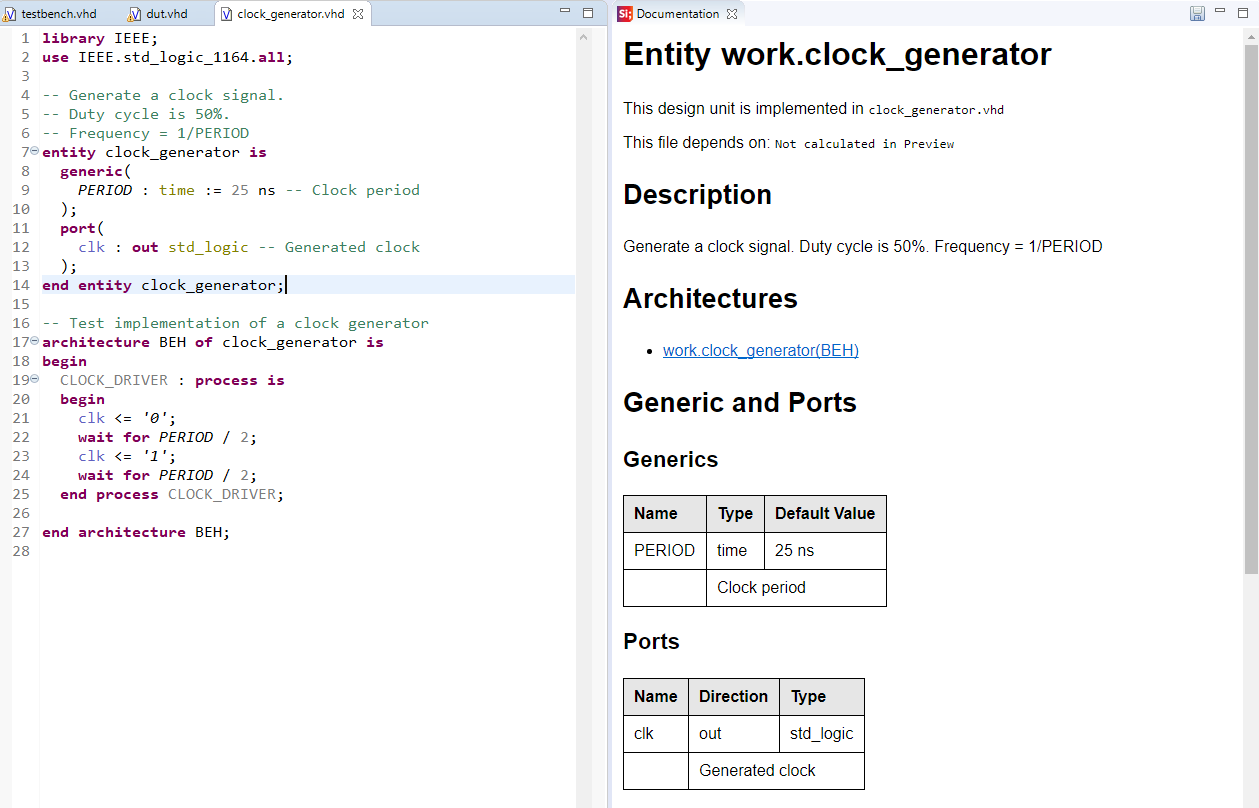 testbench.vhd dut.vhd clock_generator.vhd
1 library IEEE;
2 use IEEE.std_logic_1164.all;
3
4 -- Generate a clock signal.
5 -- Duty cycle is 50%.
6 -- Frequency = 1/PERIOD
7 entity clock_generator is
8 generic(
9 PERIOD : time := 25 ns -- Clock period
10 );
11 port(
12 clk : out std_logic -- Generated clock
13 );
14 end entity clock_generator;
15
16 -- Test implementation of a clock generator
17 architecture BEH of clock_generator is
18 begin
19 CLOCK_DRIVER : process is
20 begin
21 clk <= '0';
22 wait for PERIOD / 2;
23 clk <= '1';
24 wait for PERIOD / 2;
25 end process CLOCK_DRIVER;
26
27 end architecture BEH;
28
Si: Documentation
Entity work.clock_generator
This design unit is implemented in clock_generator.vhd
This file depends on: Not calculated in Preview
Description
Generate a clock signal. Duty cycle is 50%. Frequency = 1/PERIOD
Architectures
• work.clock_generator(BEH)
Generic and Ports
Generics
Name Type Default Value
PERIOD time 25 ns
Clock period
Ports
Name Direction Type
clk out std_logic
Generated clock